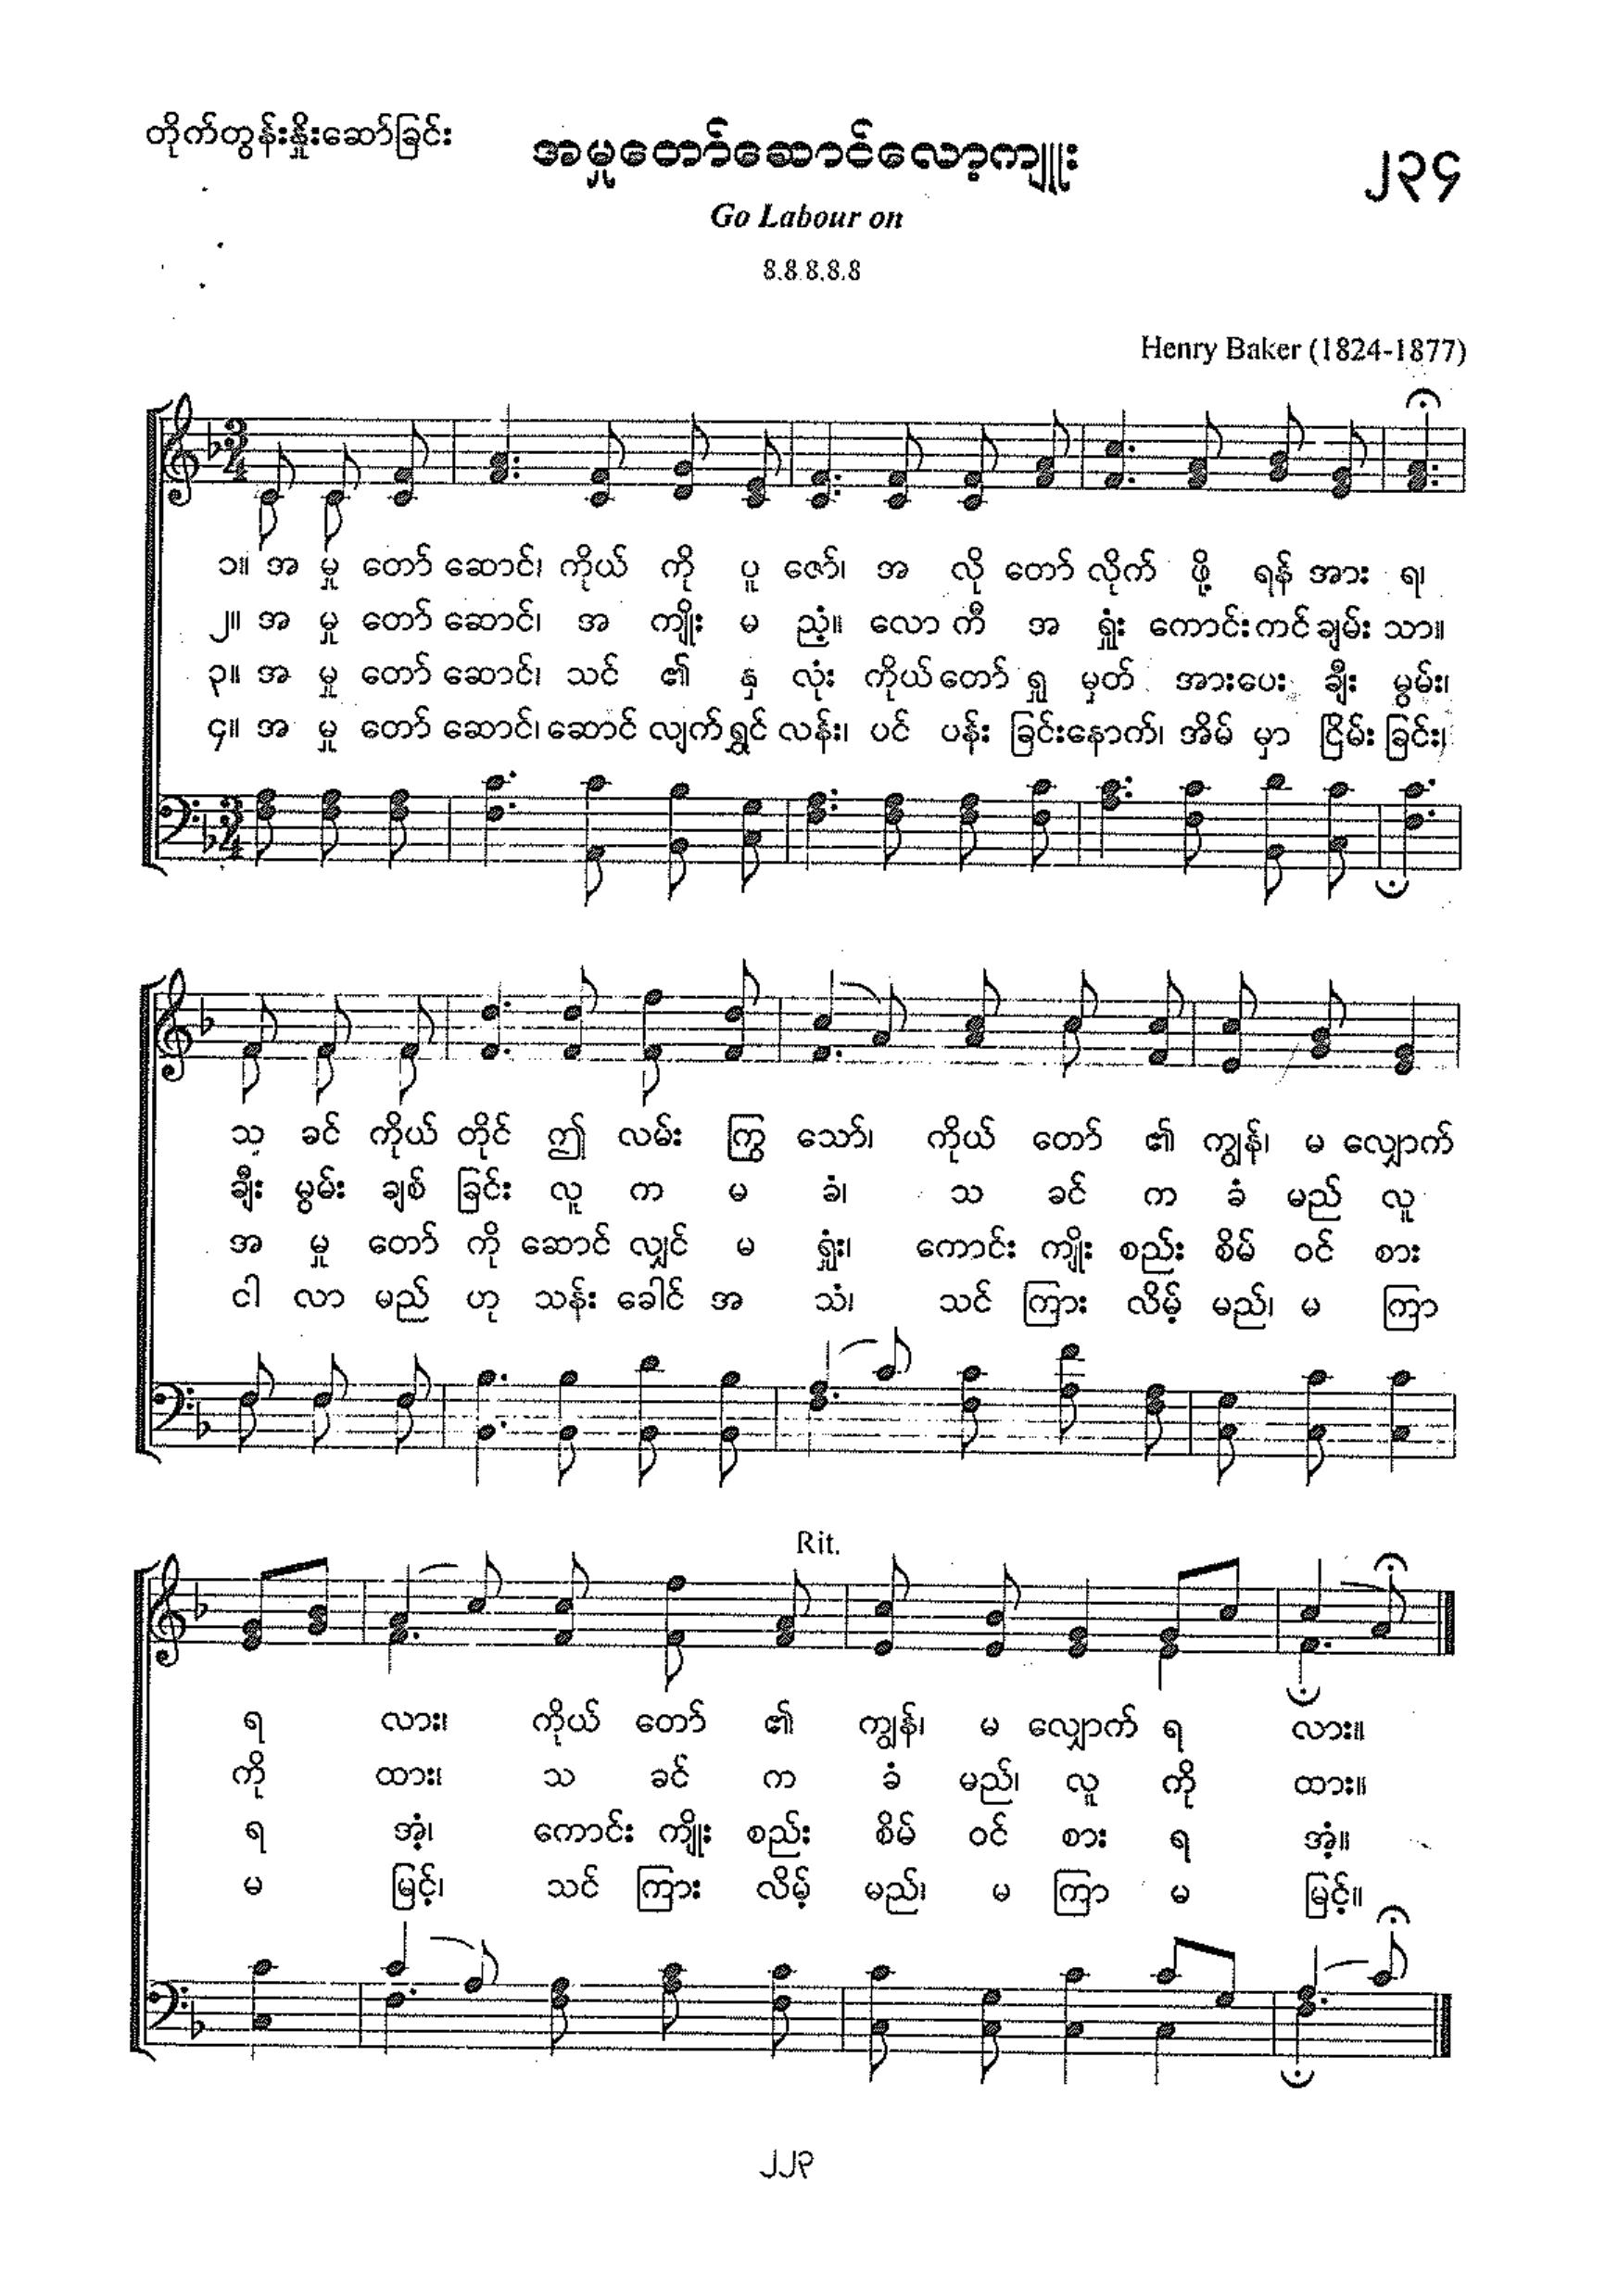 တိုက်တွန်းနှိုးဆော်ခြင်း
အမှုတော်ဆောင်လော့ကျူး
၂၃၄
Go Labour on
8.8.8.8.8
Henry Baker (1824-1877)
၁။ အ မှု တော် ဆောင်၊ ကိုယ် ကို ပူ ဇော်၊ အ လို တော် လိုက် ဖို့ ရန် အား ရ၊
၂။ အ မှု တော် ဆောင်၊ အ ကျိုး မ ညံ့။ လော ကီ အ ရှုံး ကောင်း ကင် ချမ်း သာ။
၃။ အ မှု တော် ဆောင်၊ သင် ၏ နှ လုံး ကိုယ် တော် ရှု မှတ် အားပေး ချီး မွမ်း၊
၄။ အ မှု တော် ဆောင်၊ ဆောင် လျက် ရွှင် လန်း၊ ပင် ပန်း ခြင်းနောက်၊ အိမ် မှာ ငြိမ်း ခြင်း၊
သ ခင် ကိုယ် တိုင် ဤ လမ်း ကြွ သော်၊ ကိုယ် တော် ၏ ကျွန်၊ မ လျှောက်
ချီး မွမ်း ချစ် ခြင်း လူ က မ ခံ၊ သ ခင် က ခံ မည် လူ
အ မှု တော် ကို ဆောင် လျှင် မ ရှုံး၊ ကောင်း ကျိုး စည်း စိမ် ဝင် စား
ငါ လာ မည် ဟု သန်း ခေါင် အ သံ၊ သင် ကြား လိမ့် မည်၊ မ ကြာ
Rit.
ရ လား၊ ကိုယ် တော် ၏ ကျွန်၊ မ လျှောက် ရ လား။
ကို ထား၊ သ ခင် က ခံ မည်၊ လူ ကို ထား။
ရ အံ့၊ ကောင်း ကျိုး စည်း စိမ် ဝင် စား ရ အံ့။
မ မြင့်၊ သင် ကြား လိမ့် မည်၊ မ ကြာ မ မြင့်။
၂၂၃